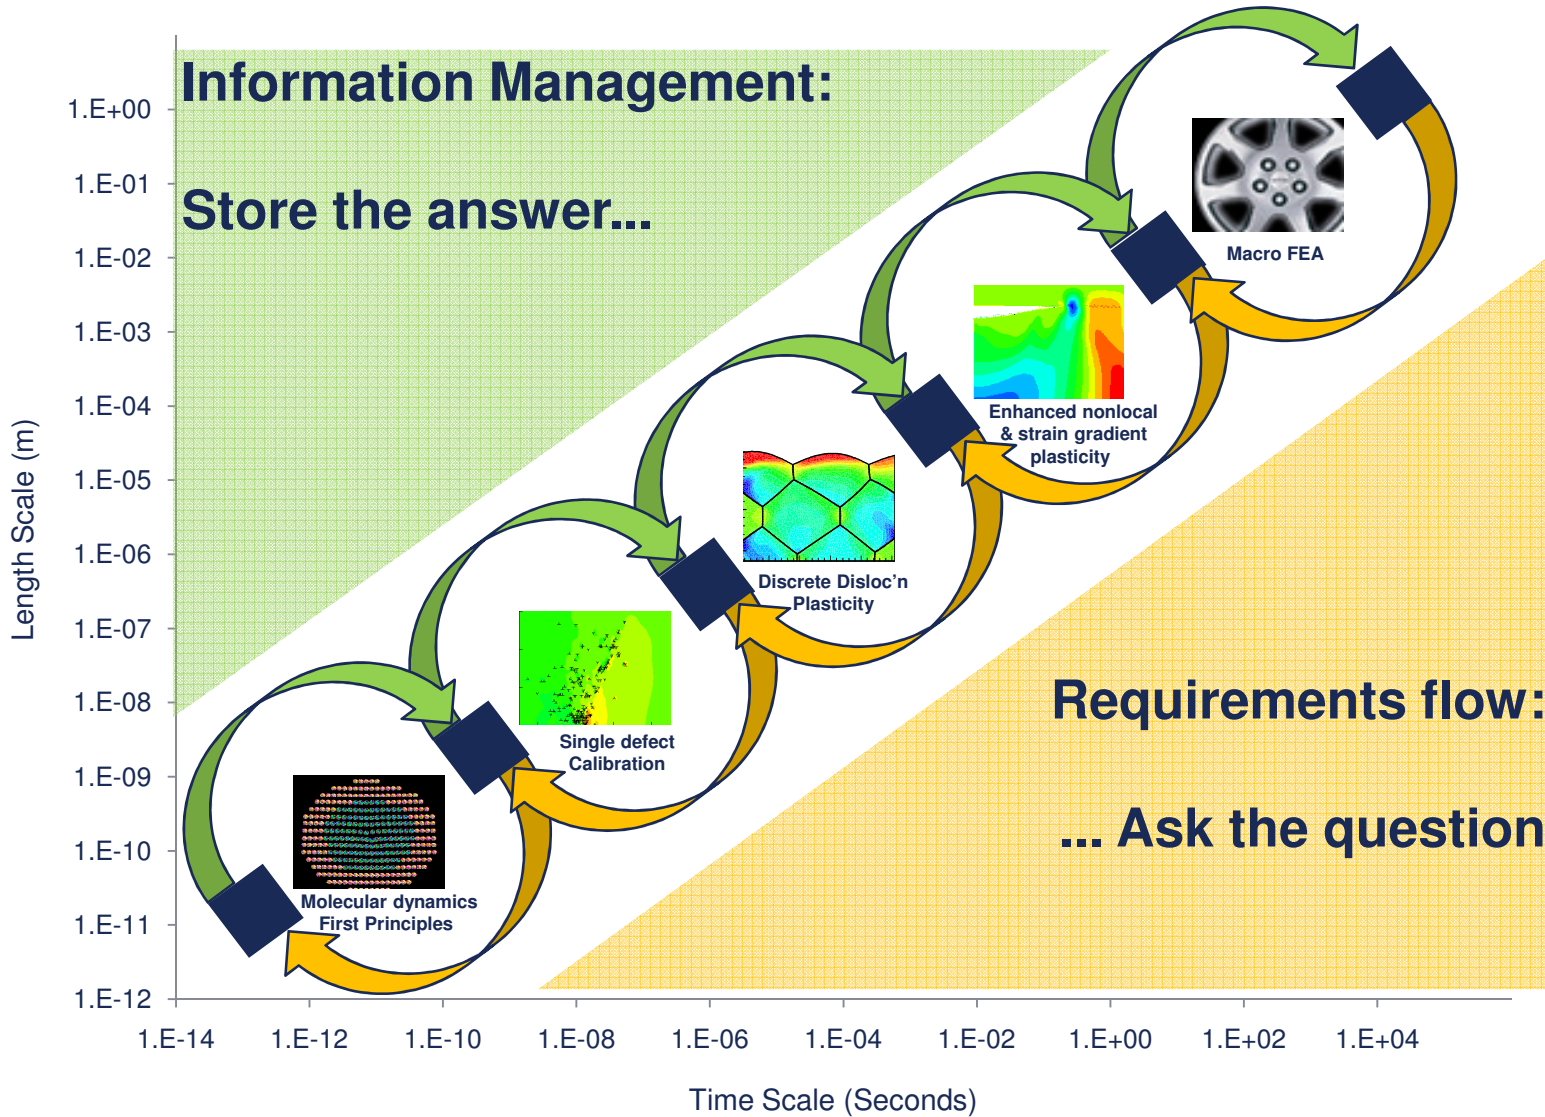 Information Management:
Store the answer...
1.E+00
1.E-01
1.E-02
1.E-03
1.E-04
1.E-05
1.E-06
1.E-07
1.E-08
1.E-09
1.E-10
1.E-11
1.E-12
Length Scale (m)
Macro FEA
Enhanced nonlocal
& strain gradient
plasticity
Discrete Disloc’n
Plasticity
Single defect
Calibration
Molecular dynamics
First Principles
Requirements flow:
... Ask the question
1.E-14
1.E-12
1.E-10
1.E-08
1.E-06
1.E-04
1.E-02
1.E+00
1.E+02
1.E+04
Time Scale (Seconds)